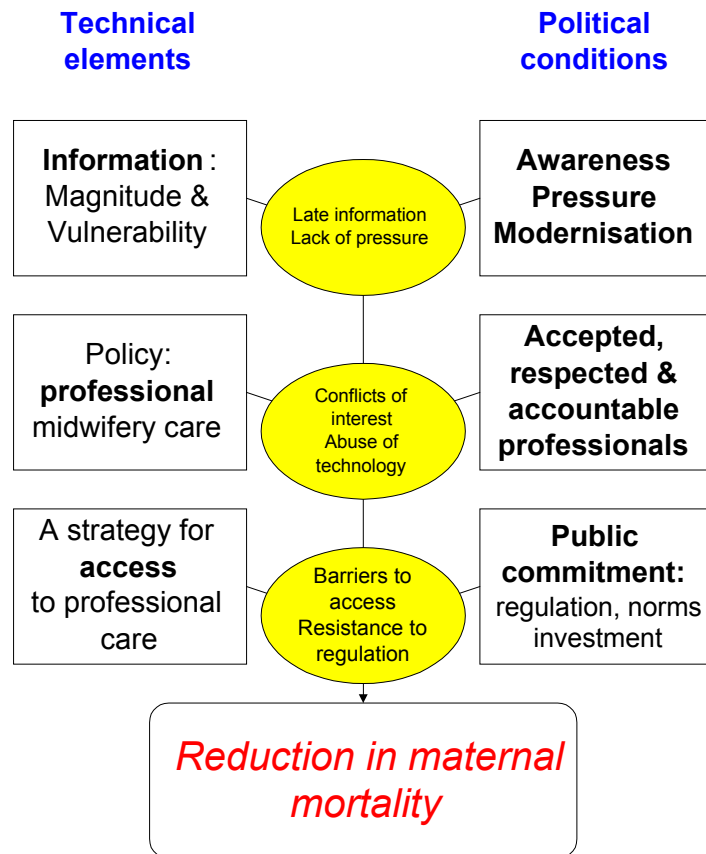 Technical
elements
Political
conditions
Information :
Magnitude &
Vulnerability
Late information
Lack of pressure
Awareness
Pressure
Modernisation
Policy:
professional
midwifery care
Conflicts of
interest
Abuse of
technology
Accepted,
respected &
accountable
professionals
A strategy for
access
to professional
care
Barriers to
access
Resistance to
regulation
Public
commitment:
regulation, norms
investment
Reduction in maternal
mortality